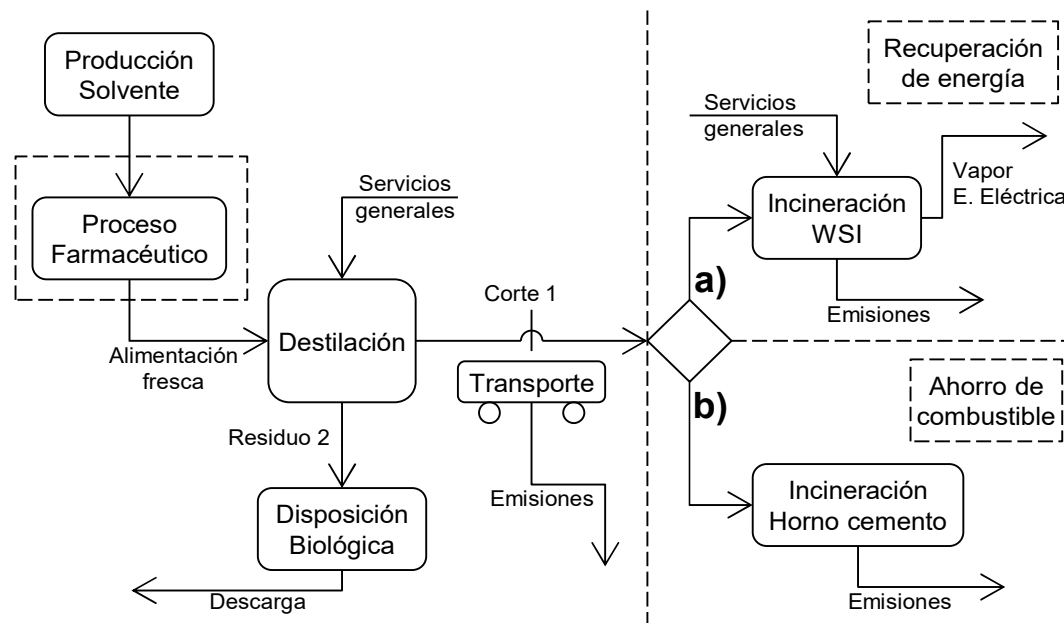 Producción
Solvente
Proceso
Farmacéutico
Alimentación
fresca
Servicios
generales
Destilación
Residuo 2
Disposición
Biológica
Descarga
Corte 1
Transporte
Emisiones
a)
b)
Recuperación
de energía
Servicios
generales
Incineración
WSI
Vapor
E. Eléctrica
Emisiones
Ahorro de
combustible
Incineración
Horno cemento
Emisiones